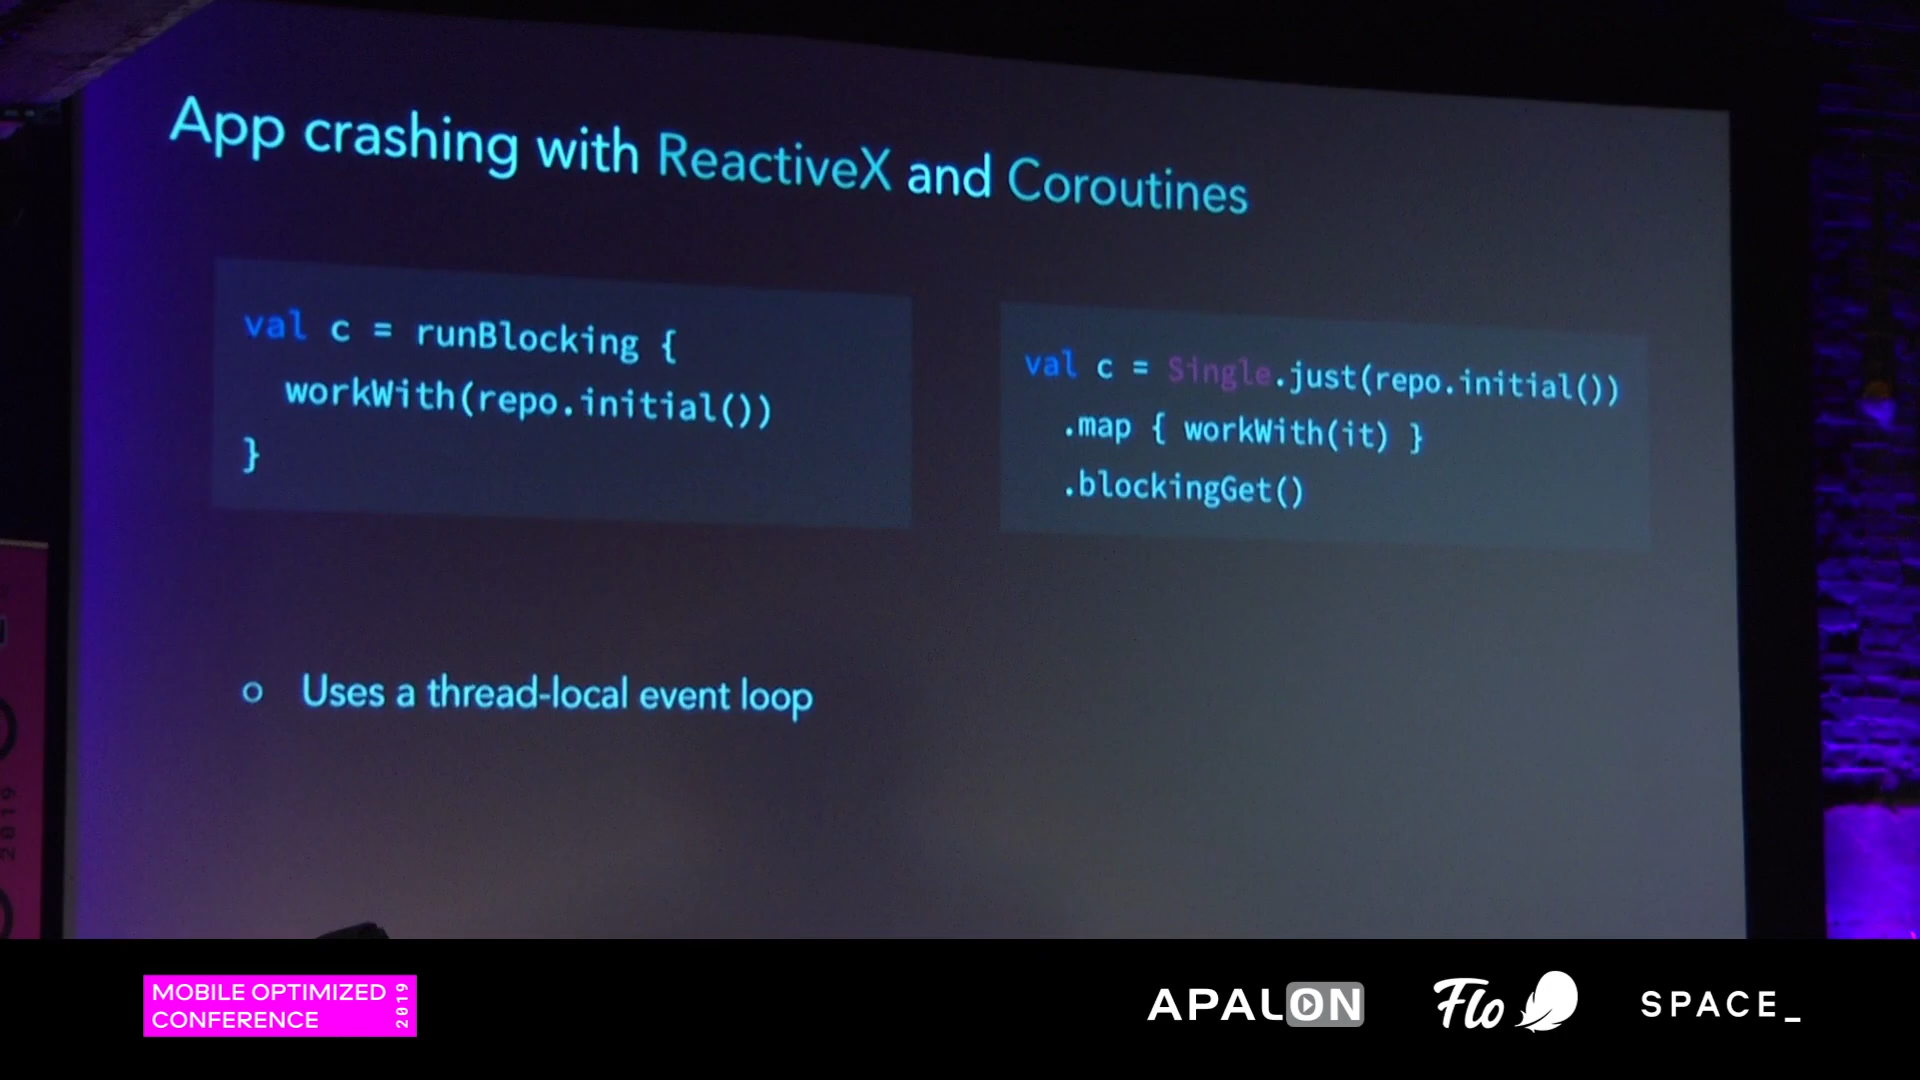 App crashing with ReactiveX and Coroutines
val c = runBlocking {
workWith(repo.initial())
}
val c = Single.just(repo.initial())
.map { workWith(it) }
.blockingGet()
o Uses a thread-local event loop
2019
MOBILE OPTIMIZED
CONFERENCE
2019
APALON
Flo
SPACE_